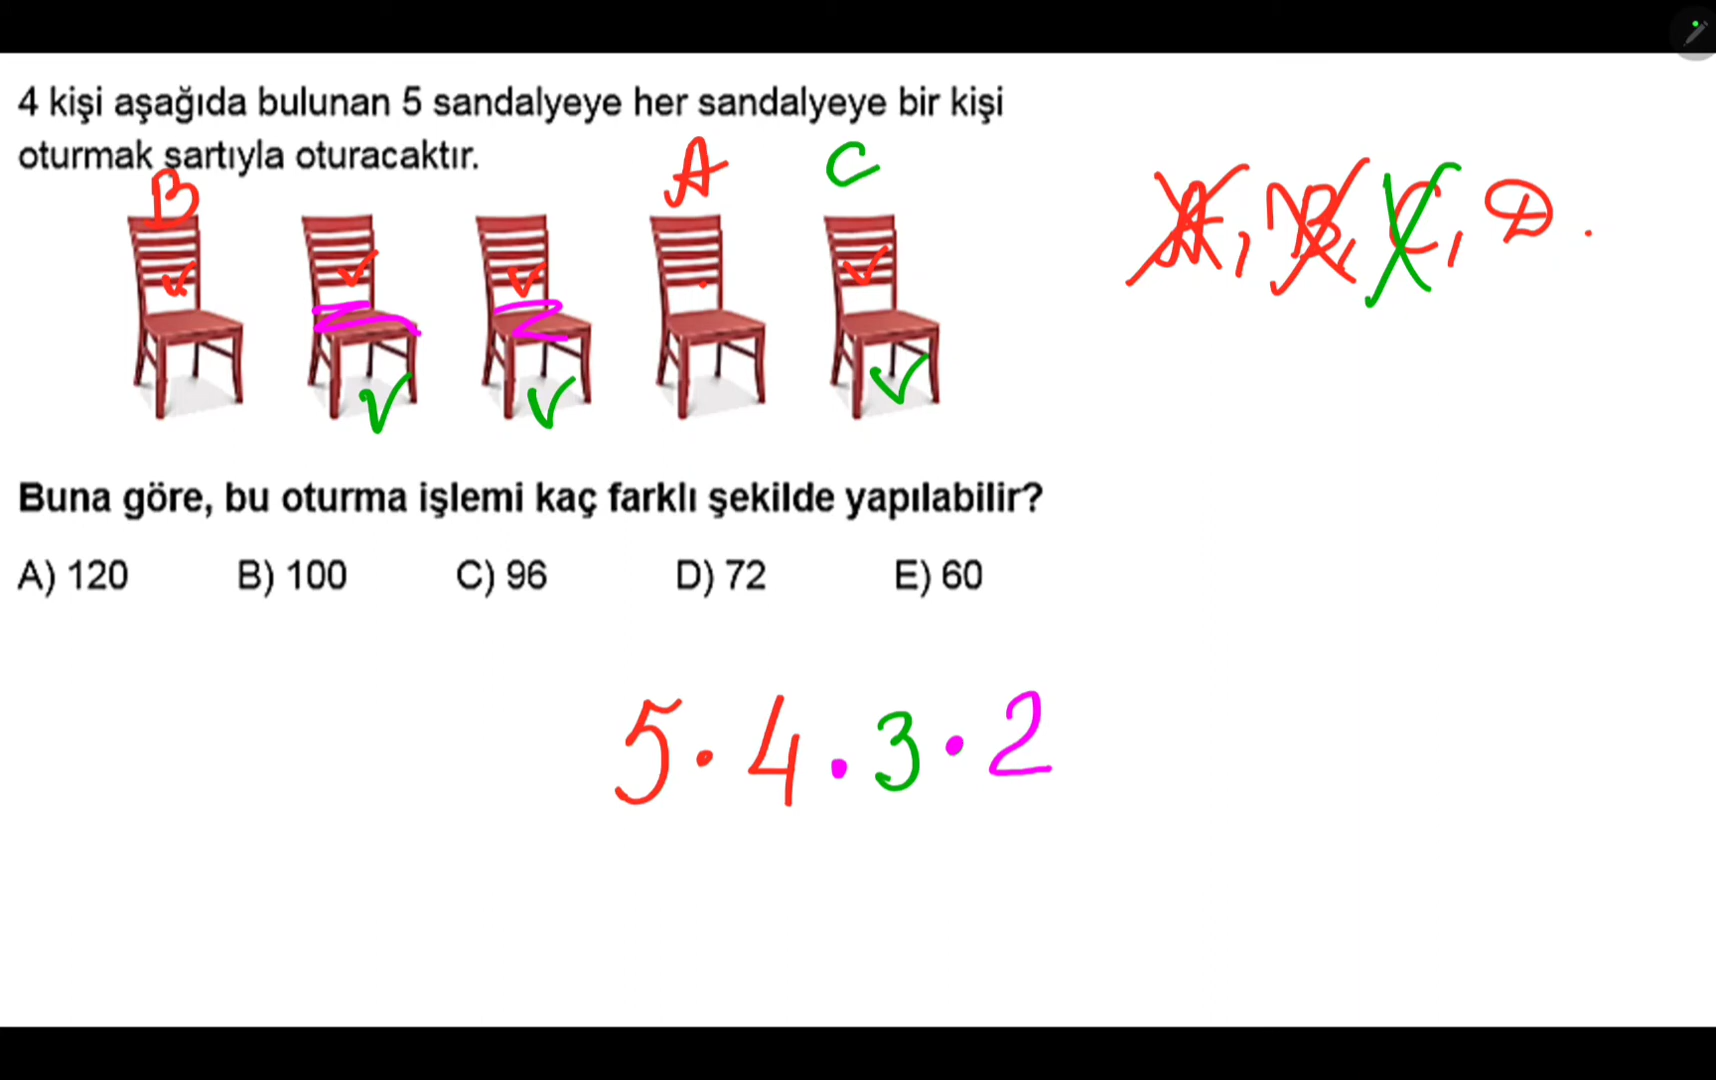 4 kişi aşağıda bulunan 5 sandalyeye her sandalyeye bir kişi
oturmak şartıyla oturacaktır.
B A C
A, B, C, D.
Buna göre, bu oturma işlemi kaç farklı şekilde yapılabilir?
A) 120 B) 100 C) 96 D) 72 E) 60
5 · 4 · 3 · 2